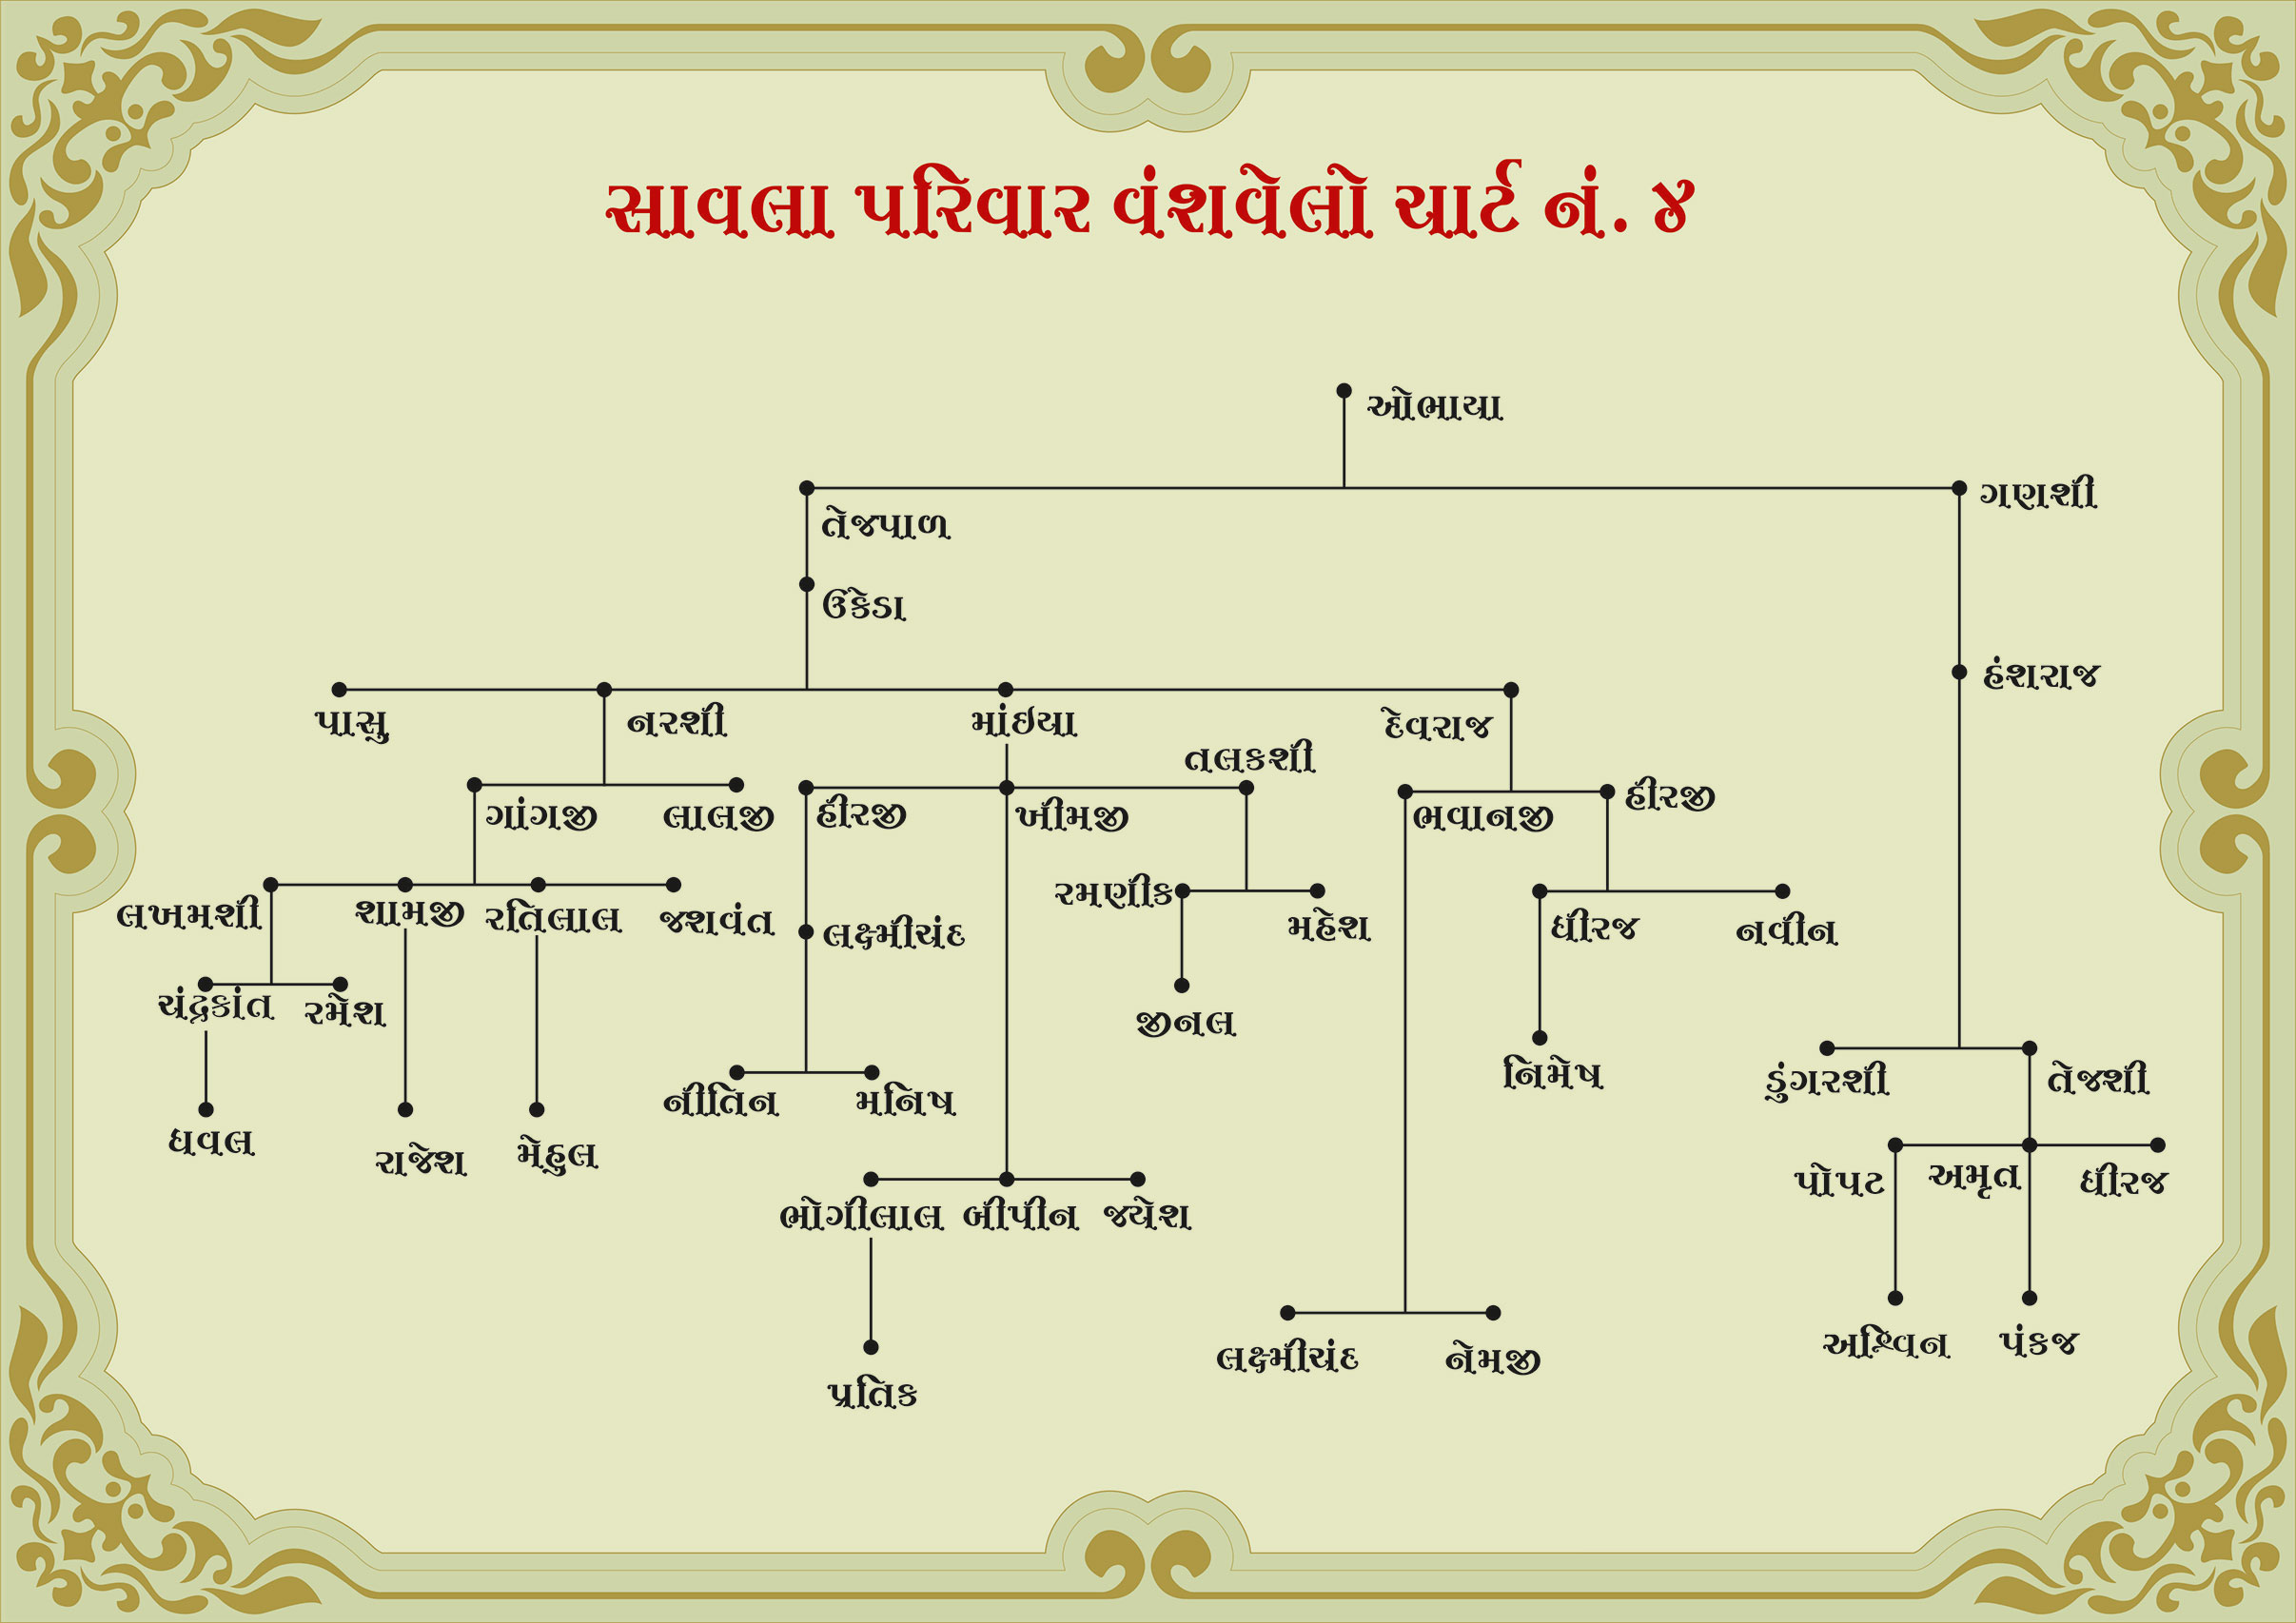 સાવલા પરિવાર વંશવેલો ચાર્ટ નં. ૪
ઓભાયા
તેજપાળ
ગણશી
ઉકેડા
હંશરાજ
પાસુ
નરશી
માંઇયા
દેવરાજ
તલકશી
ગાંગજી
લાલજી
હીરજી
ખીમજી
ભવાનજી
હીરજી
લખમશી
શામજી
રતિલાલ
જશવંત
લક્ષ્મીચંદ
રમણીક
મહેશ
ધીરજ
નવીન
ચંદ્રકાંત
રમેશ
જીનલ
નિમેષ
ડુંગરશી
તેજશી
નીતિન
મનિષ
ધવલ
રાજેશ
મેહુલ
પોપટ
અમૃત
ધીરજ
ભોગીલાલ
બીપીન
જયેશ
પ્રતિક
લક્ષ્મીચંદ
નેમજી
અશ્વિન
પંકજ